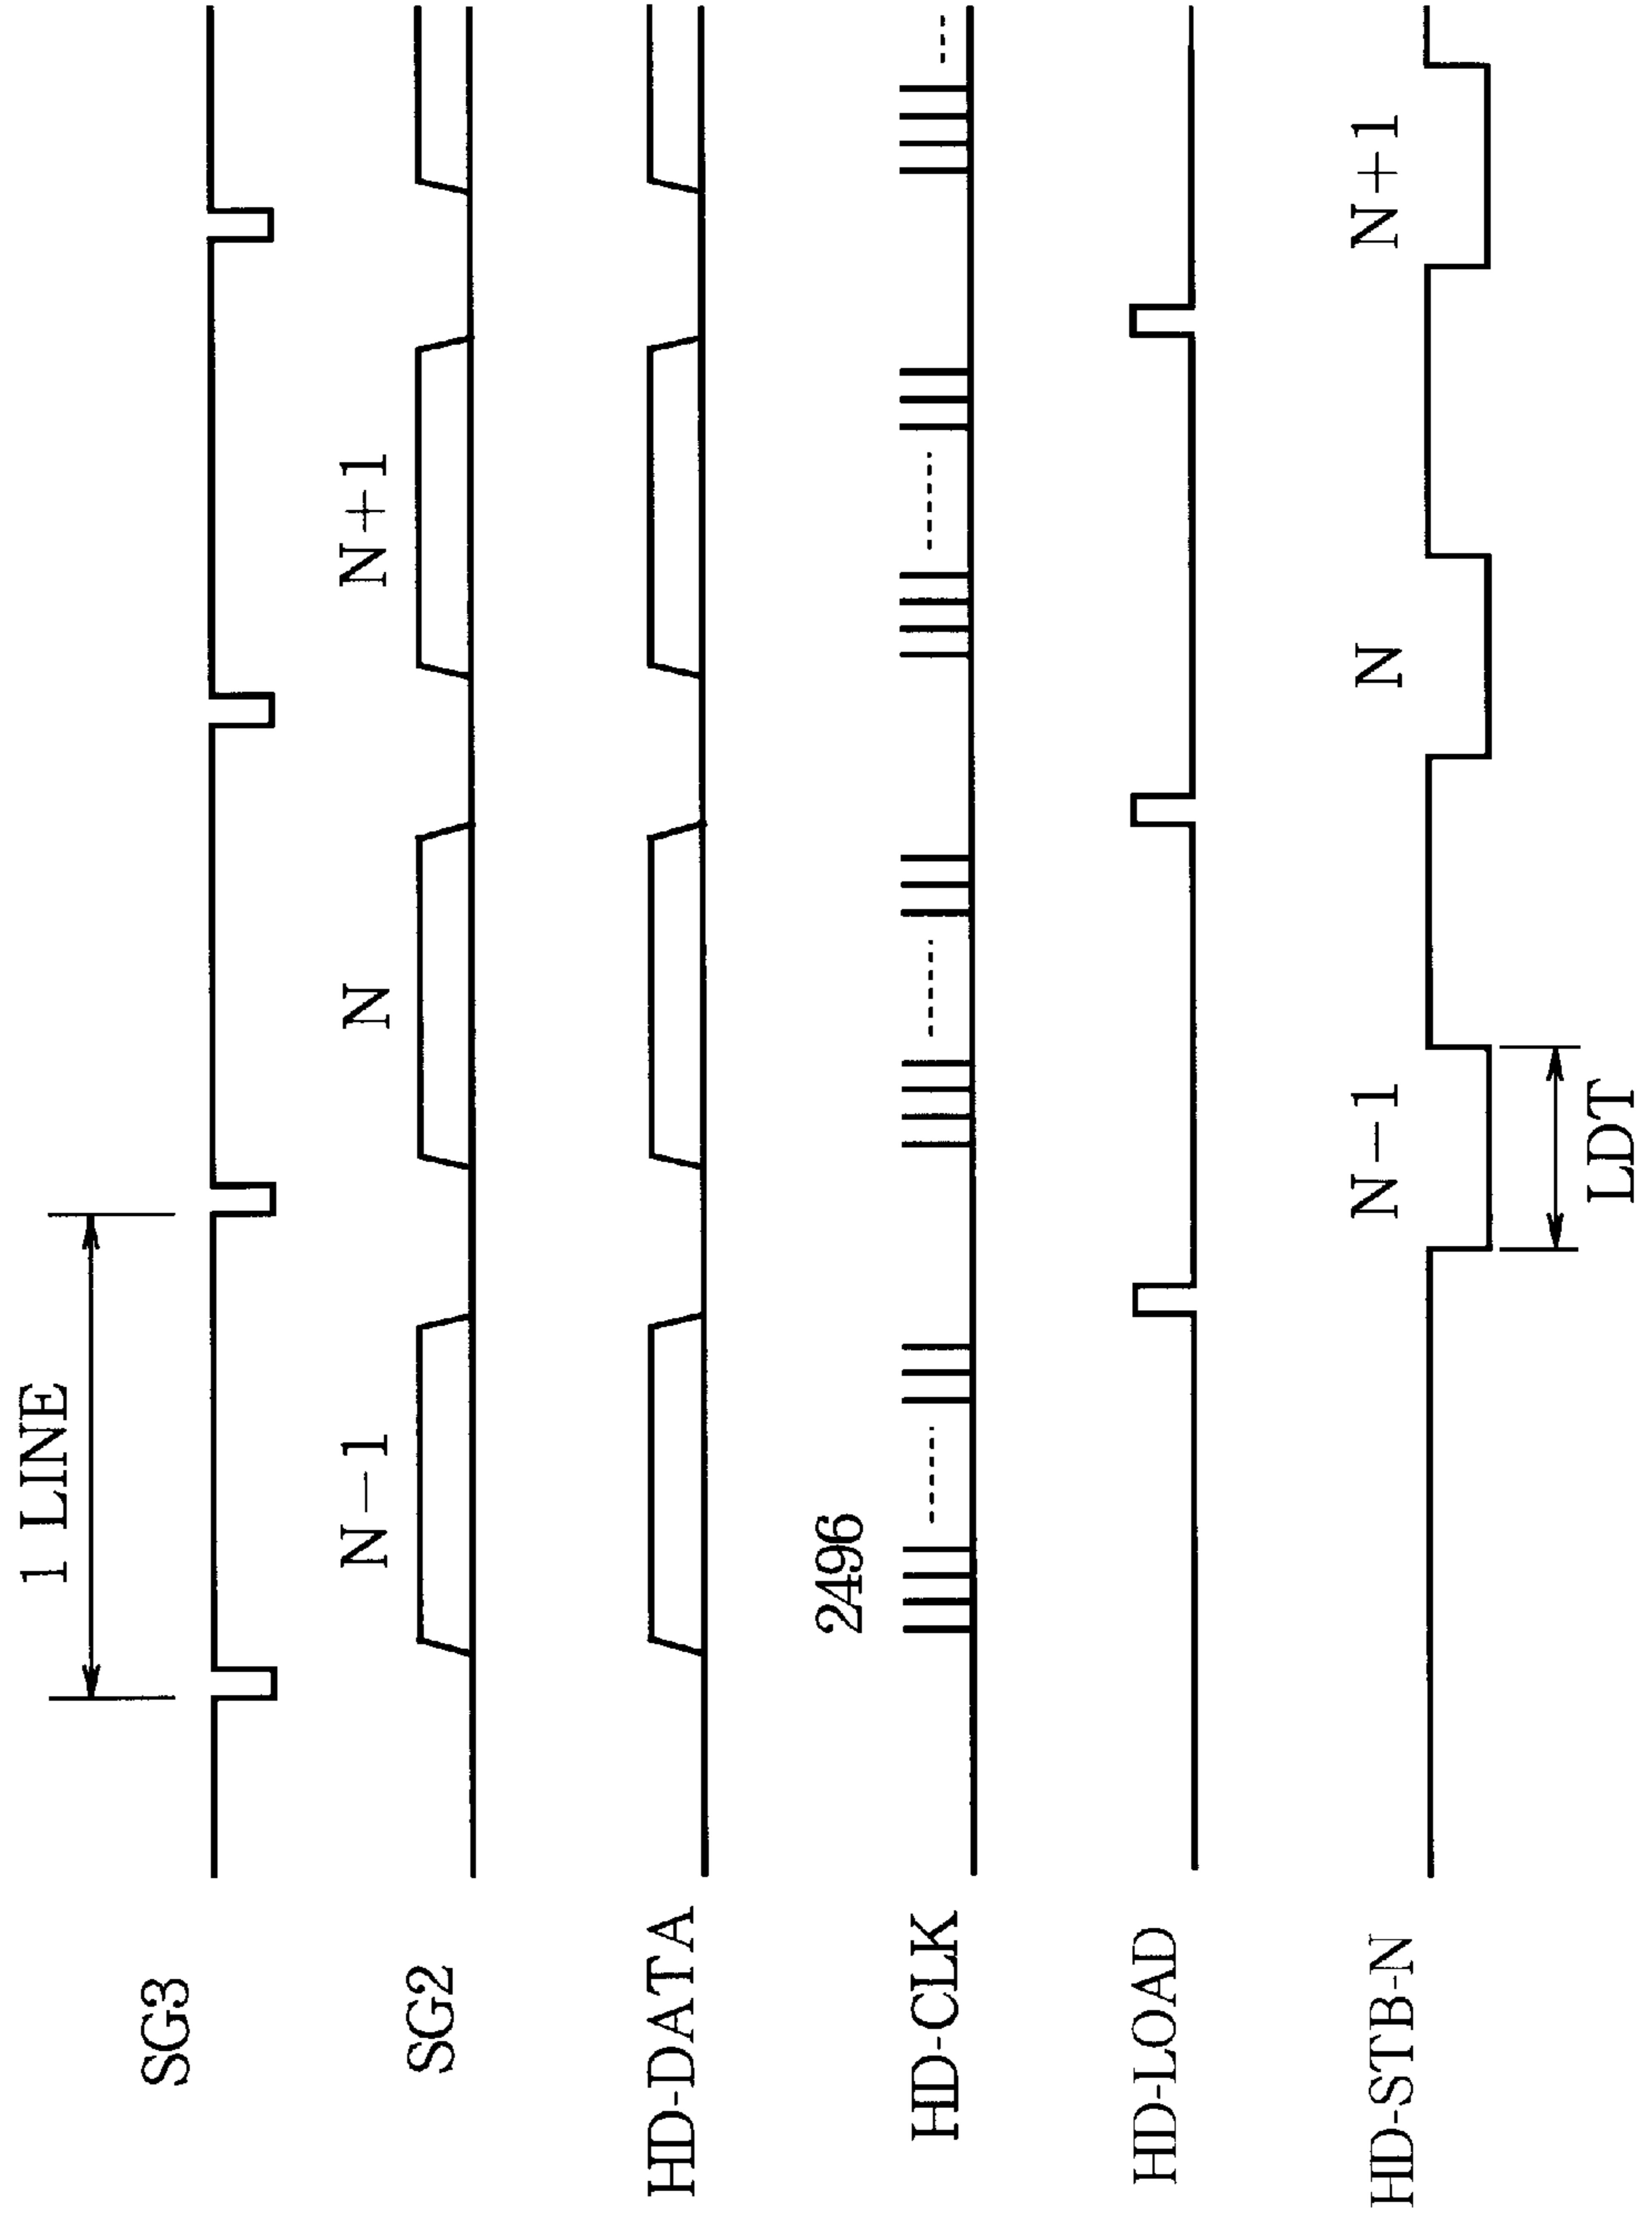 1 LINE
SG3
N−1 N N+1
SG2
HD-DATA
2496
HD-CLK
HD-LOAD
N−1 N N+1
HD-STB-N
LDT